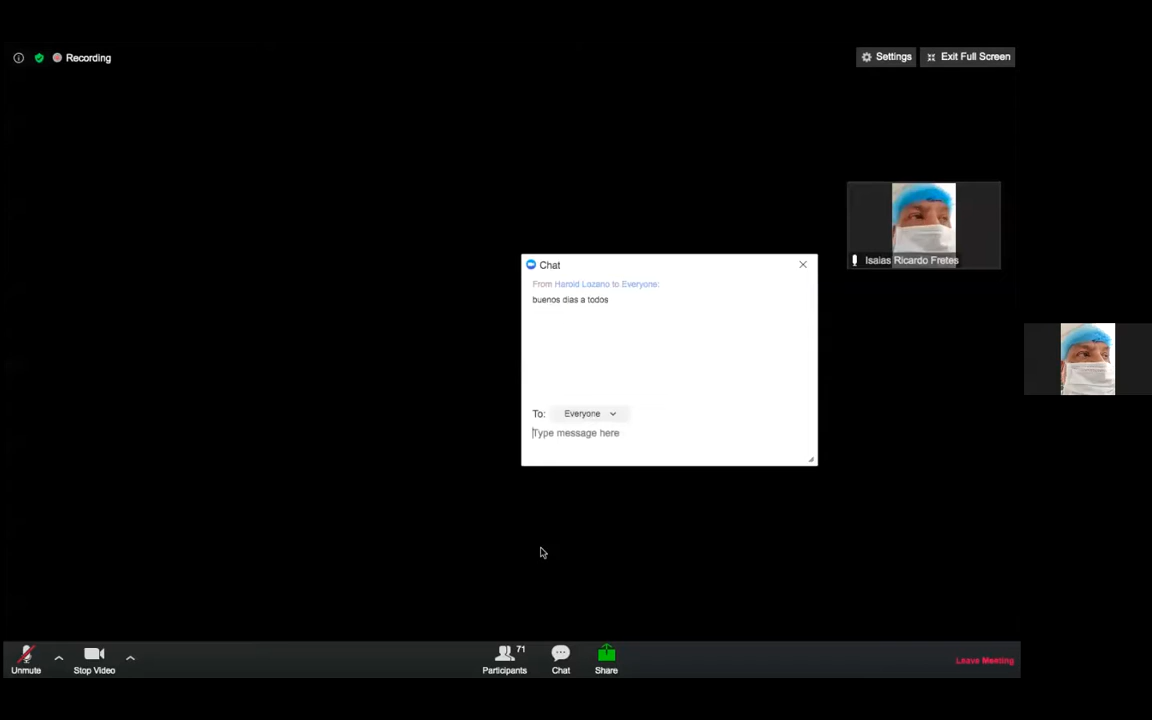 Recording
Settings
Exit Full Screen
Isaias Ricardo Fretes
Chat
From Harold Lozano to Everyone:
buenos dias a todos
To: Everyone
Type message here
Unmute
Stop Video
71
Participants
Chat
Share
Leave Meeting